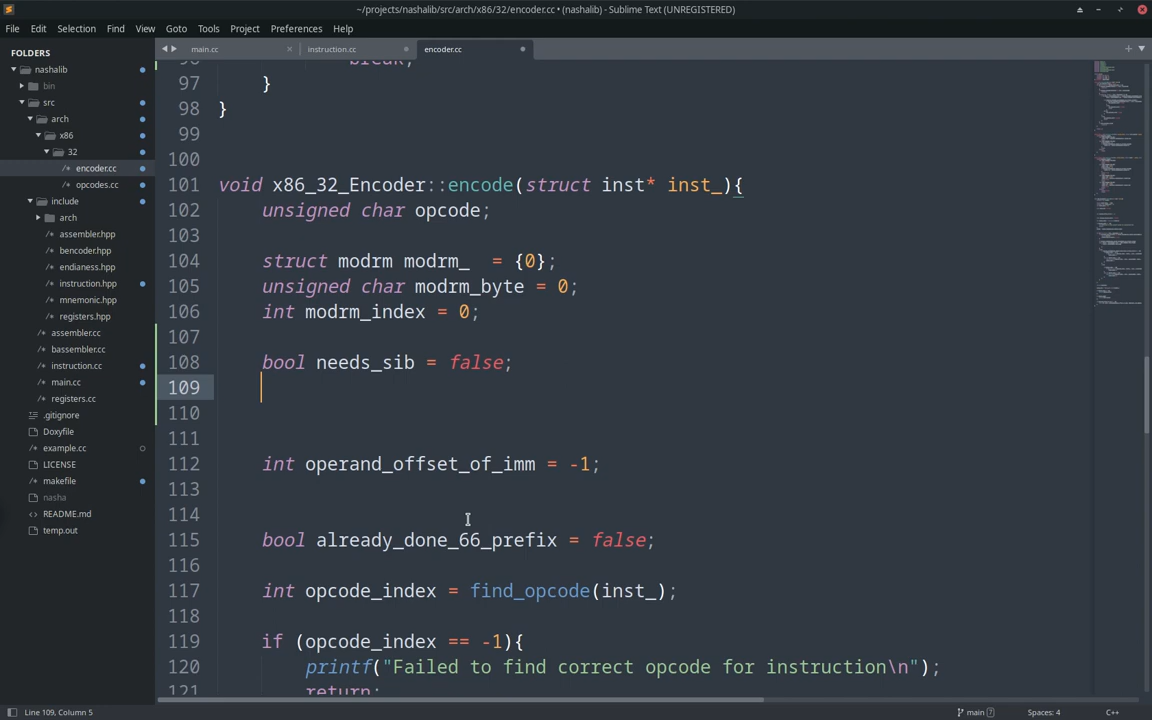 ~/projects/nashalib/src/arch/x86/32/encoder.cc • (nashalib) - Sublime Text (UNREGISTERED)
File Edit Selection Find View Goto Tools Project Preferences Help
FOLDERS
nashalib
bin
src
arch
x86
32
encoder.cc
opcodes.cc
include
arch
assembler.hpp
bencoder.hpp
endianess.hpp
instruction.hpp
mnemonic.hpp
registers.hpp
assembler.cc
bassembler.cc
instruction.cc
main.cc
registers.cc
.gitignore
Doxyfile
example.cc
LICENSE
makefile
nasha
README.md
temp.out
main.cc instruction.cc encoder.cc
96 break;
97 }
98 }
99
100
101 void x86_32_Encoder::encode(struct inst* inst_){
102 unsigned char opcode;
103
104 struct modrm modrm_  = {0};
105 unsigned char modrm_byte = 0;
106 int modrm_index = 0;
107
108 bool needs_sib = false;
109
110
111
112 int operand_offset_of_imm = -1;
113
114
115 bool already_done_66_prefix = false;
116
117 int opcode_index = find_opcode(inst_);
118
119 if (opcode_index == -1){
120 printf("Failed to find correct opcode for instruction\n");
121 return;
Line 109, Column 5 main 7 Spaces: 4 C++